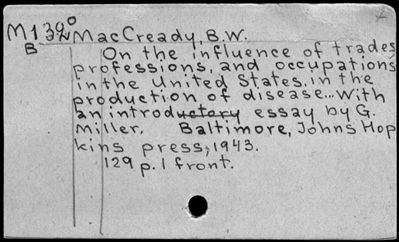 M139⁰ MacCready, B.W.
B
On the influence of trades,
professions, and occupations
in the United States, in the
production of disease... With
an introductory essay by G.
Miller. Baltimore, Johns Hop
kins press, 1943.
129 p. 1 front.